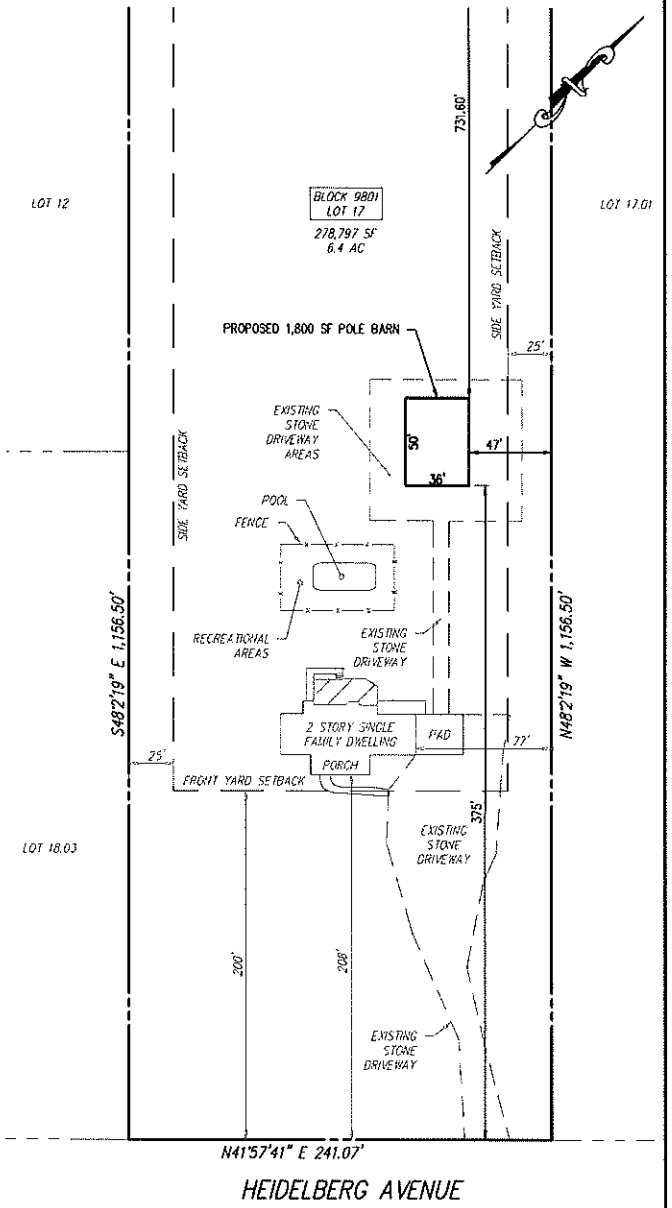 731.60'
LOT 12
BLOCK 9801
LOT 17
278,797 SF
6.4 AC
LOT 17.01
SIDE YARD SETBACK
PROPOSED 1,800 SF POLE BARN
25'
EXISTING
STONE
DRIVEWAY
AREAS
50'
36'
47'
SIDE YARD SETBACK
POOL
FENCE
RECREATIONAL
AREAS
EXISTING
STONE
DRIVEWAY
S48°2'19" E 1,156.50'
N48°2'19" W 1,156.50'
2 STORY SINGLE
FAMILY DWELLING
PAD
PORCH
77'
25'
FRONT YARD SETBACK
375'
LOT 18.03
EXISTING
STONE
DRIVEWAY
200'
208'
EXISTING
STONE
DRIVEWAY
N41°57'41" E 241.07'
HEIDELBERG AVENUE